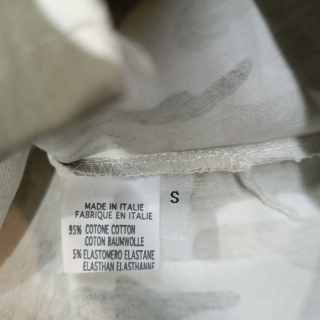 MADE IN ITALIE
FABRIQUE EN ITALIE
95% COTONE COTTON
COTON BAUMWOLLE
5% ELASTOMERO ELASTANE
ELASTHAN ELASTHANNE
S